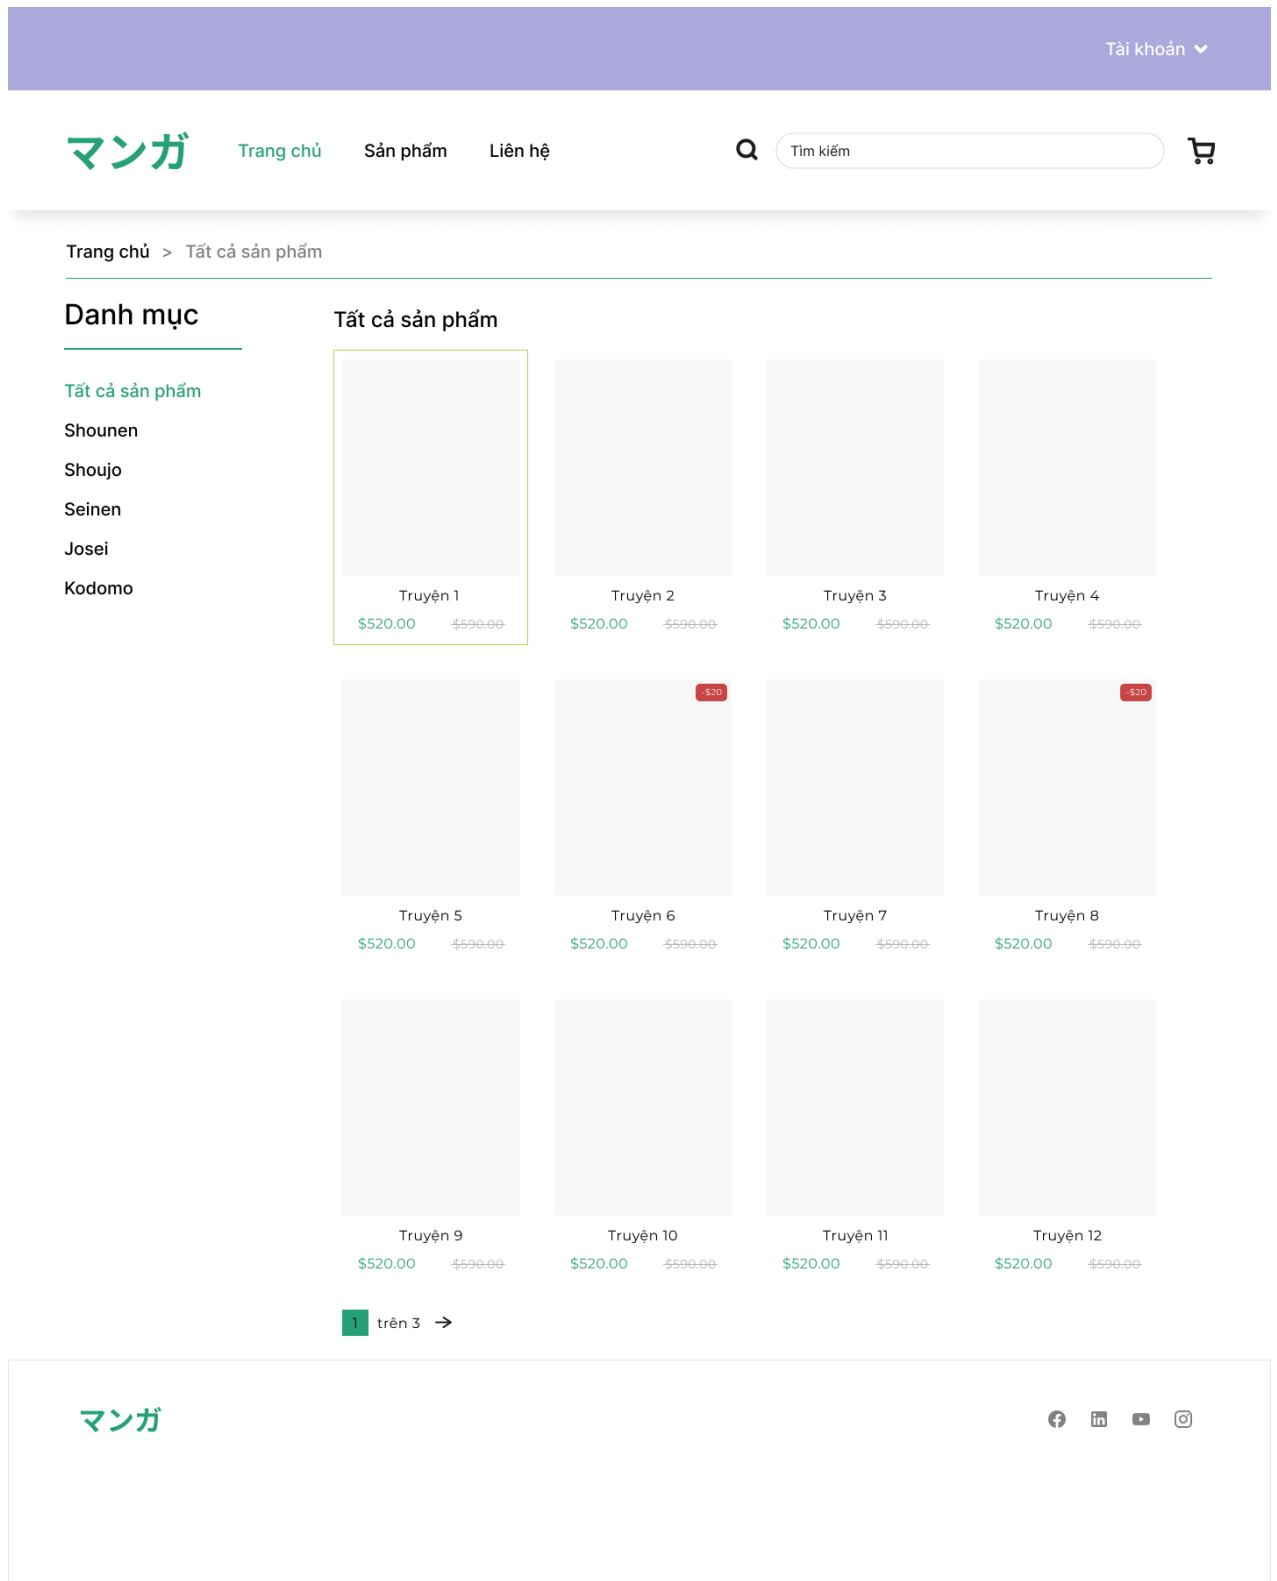 Tài khoản
マンガ Trang chủ Sản phẩm Liên hệ Tìm kiếm
Trang chủ > Tất cả sản phẩm
Danh mục
Tất cả sản phẩm
Shounen
Shoujo
Seinen
Josei
Kodomo
Tất cả sản phẩm
Truyện 1 Truyện 2 Truyện 3 Truyện 4
$520.00 $590.00 $520.00 $590.00 $520.00 $590.00 $520.00 $590.00
-$20 -$20
Truyện 5 Truyện 6 Truyện 7 Truyện 8
$520.00 $590.00 $520.00 $590.00 $520.00 $590.00 $520.00 $590.00
Truyện 9 Truyện 10 Truyện 11 Truyện 12
$520.00 $590.00 $520.00 $590.00 $520.00 $590.00 $520.00 $590.00
1 trên 3
マンガ